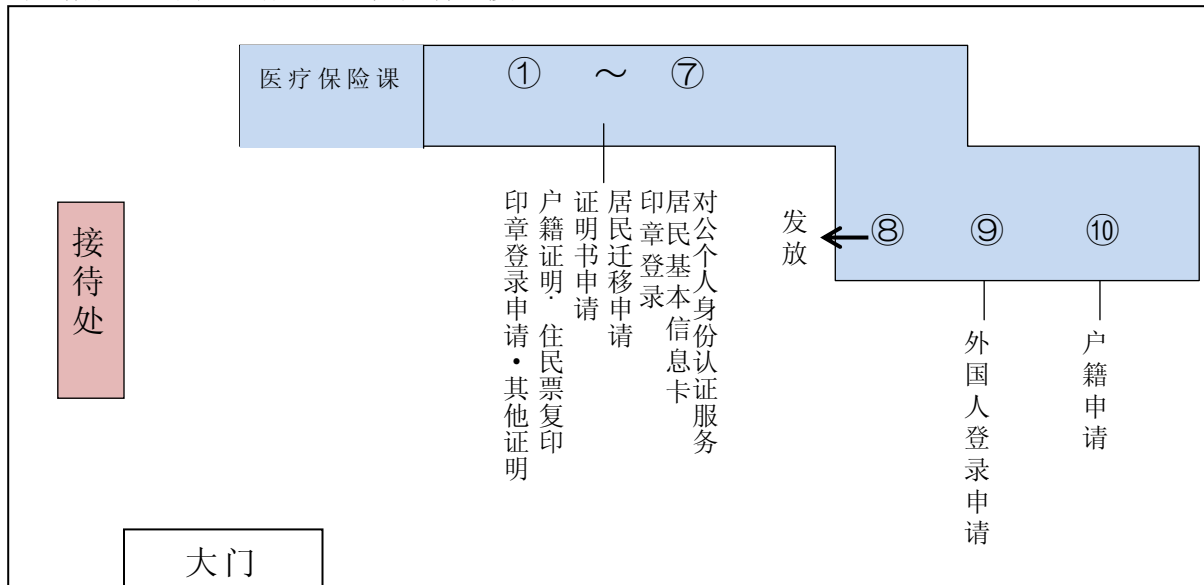 医疗保险课
① ～ ⑦
对公个人身份认证服务
居民基本信息卡
印章登录
居民迁移申请
证明书申请
户籍证明· 住民票复印
印章登录申请•其他证明
发放
⑧
⑨
⑩
外国人登录申请
户籍申请
接待处
大门